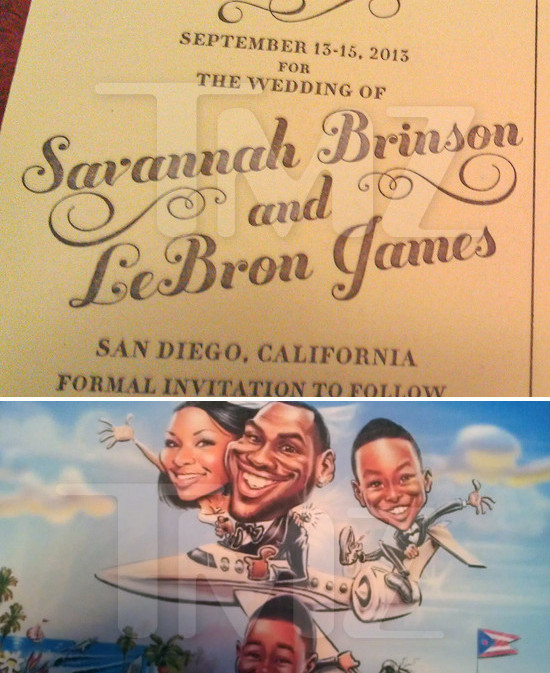 SEPTEMBER 13-15, 2013
FOR
THE WEDDING OF
Savannah Brinson
and
LeBron James
SAN DIEGO, CALIFORNIA
FORMAL INVITATION TO FOLLOW
TMZ
TMZ